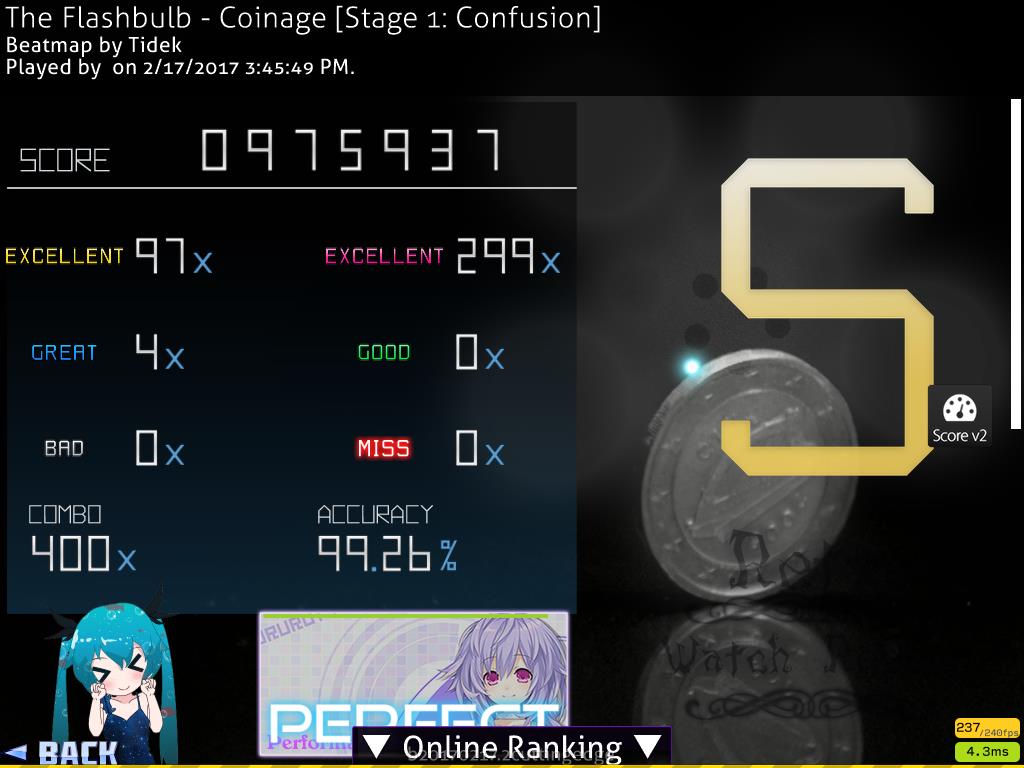 The Flashbulb - Coinage [Stage 1: Confusion]
Beatmap by Tidek
Played by on 2/17/2017 3:45:49 PM.
SCORE 0975937
EXCELLENT 97x EXCELLENT 299x
GREAT 4x GOOD 0x
BAD 0x MISS 0x
COMBO ACCURACY
400x 99.26%
S
Score v2
Watch
PERFECT
▼ Online Ranking ▼
BACK
237/240fps
4.3ms